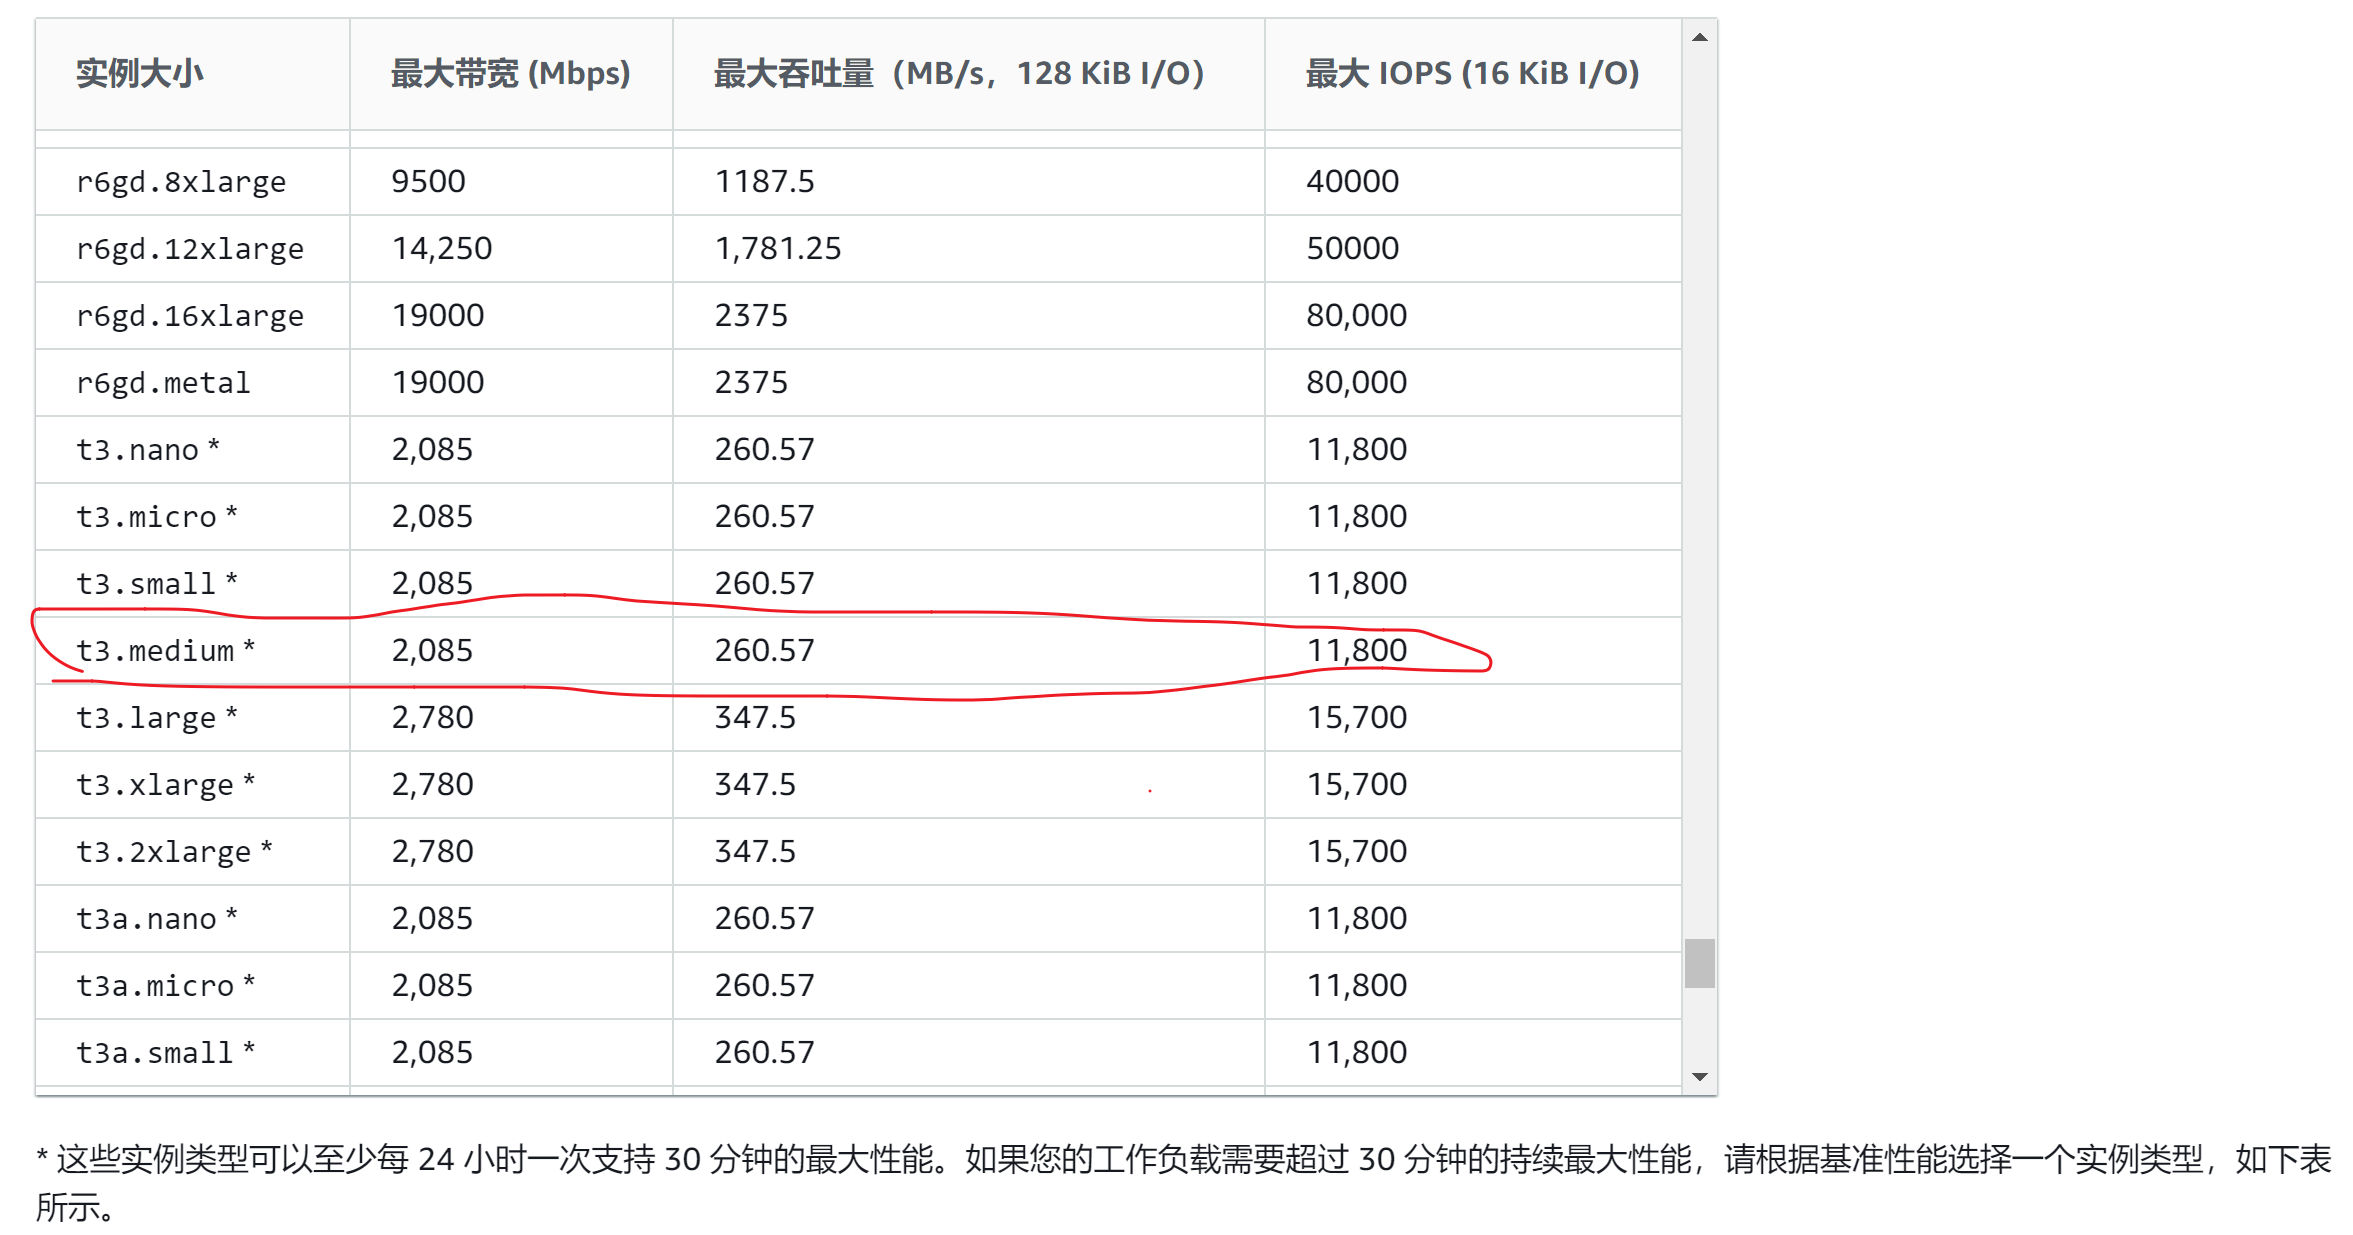 实例大小 最大带宽 (Mbps) 最大吞吐量（MB/s，128 KiB I/O） 最大 IOPS (16 KiB I/O)
r6gd.8xlarge 9500 1187.5 40000
r6gd.12xlarge 14,250 1,781.25 50000
r6gd.16xlarge 19000 2375 80,000
r6gd.metal 19000 2375 80,000
t3.nano * 2,085 260.57 11,800
t3.micro * 2,085 260.57 11,800
t3.small * 2,085 260.57 11,800
t3.medium * 2,085 260.57 11,800
t3.large * 2,780 347.5 15,700
t3.xlarge * 2,780 347.5 15,700
t3.2xlarge * 2,780 347.5 15,700
t3a.nano * 2,085 260.57 11,800
t3a.micro * 2,085 260.57 11,800
t3a.small * 2,085 260.57 11,800
* 这些实例类型可以至少每 24 小时一次支持 30 分钟的最大性能。如果您的工作负载需要超过 30 分钟的持续最大性能，请根据基准性能选择一个实例类型，如下表
所示。